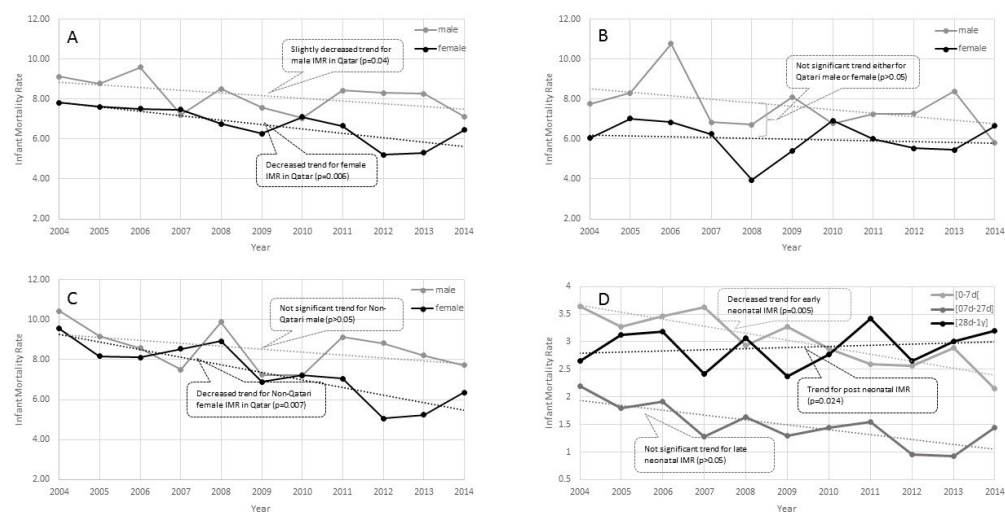 A
12.00
10.00
8.00
6.00
4.00
2.00
Infant Mortality Rate
male
female
Slightly decreased trend for
male IMR in Qatar (p=0.04)
Decreased trend for female
IMR in Qatar (p=0.006)
2004 2005 2006 2007 2008 2009 2010 2011 2012 2013 2014
Year
B
12.00
10.00
8.00
6.00
4.00
2.00
Infant Mortality Rate
male
female
Not significant trend either for
Qatari male or female (p>0.05)
2004 2005 2006 2007 2008 2009 2010 2011 2012 2013 2014
Year
C
12.00
10.00
8.00
6.00
4.00
2.00
Infant Mortality Rate
male
female
Not significant trend for Non-
Qatari male (p>0.05)
Decreased trend for Non-Qatari
female IMR in Qatar (p=0.007)
2004 2005 2006 2007 2008 2009 2010 2011 2012 2013 2014
Year
D
4
3.5
3
2.5
2
1.5
1
0.5
Infant Mortality Rate
[0-7d[
[07d-27d[
[28d-1y]
Decreased trend for early
neonatal IMR (p=0.005)
Trend for post neonatal IMR
(p=0.024)
Not significant trend for late
neonatal IMR (p>0.05)
2004 2005 2006 2007 2008 2009 2010 2011 2012 2013 2014
Year